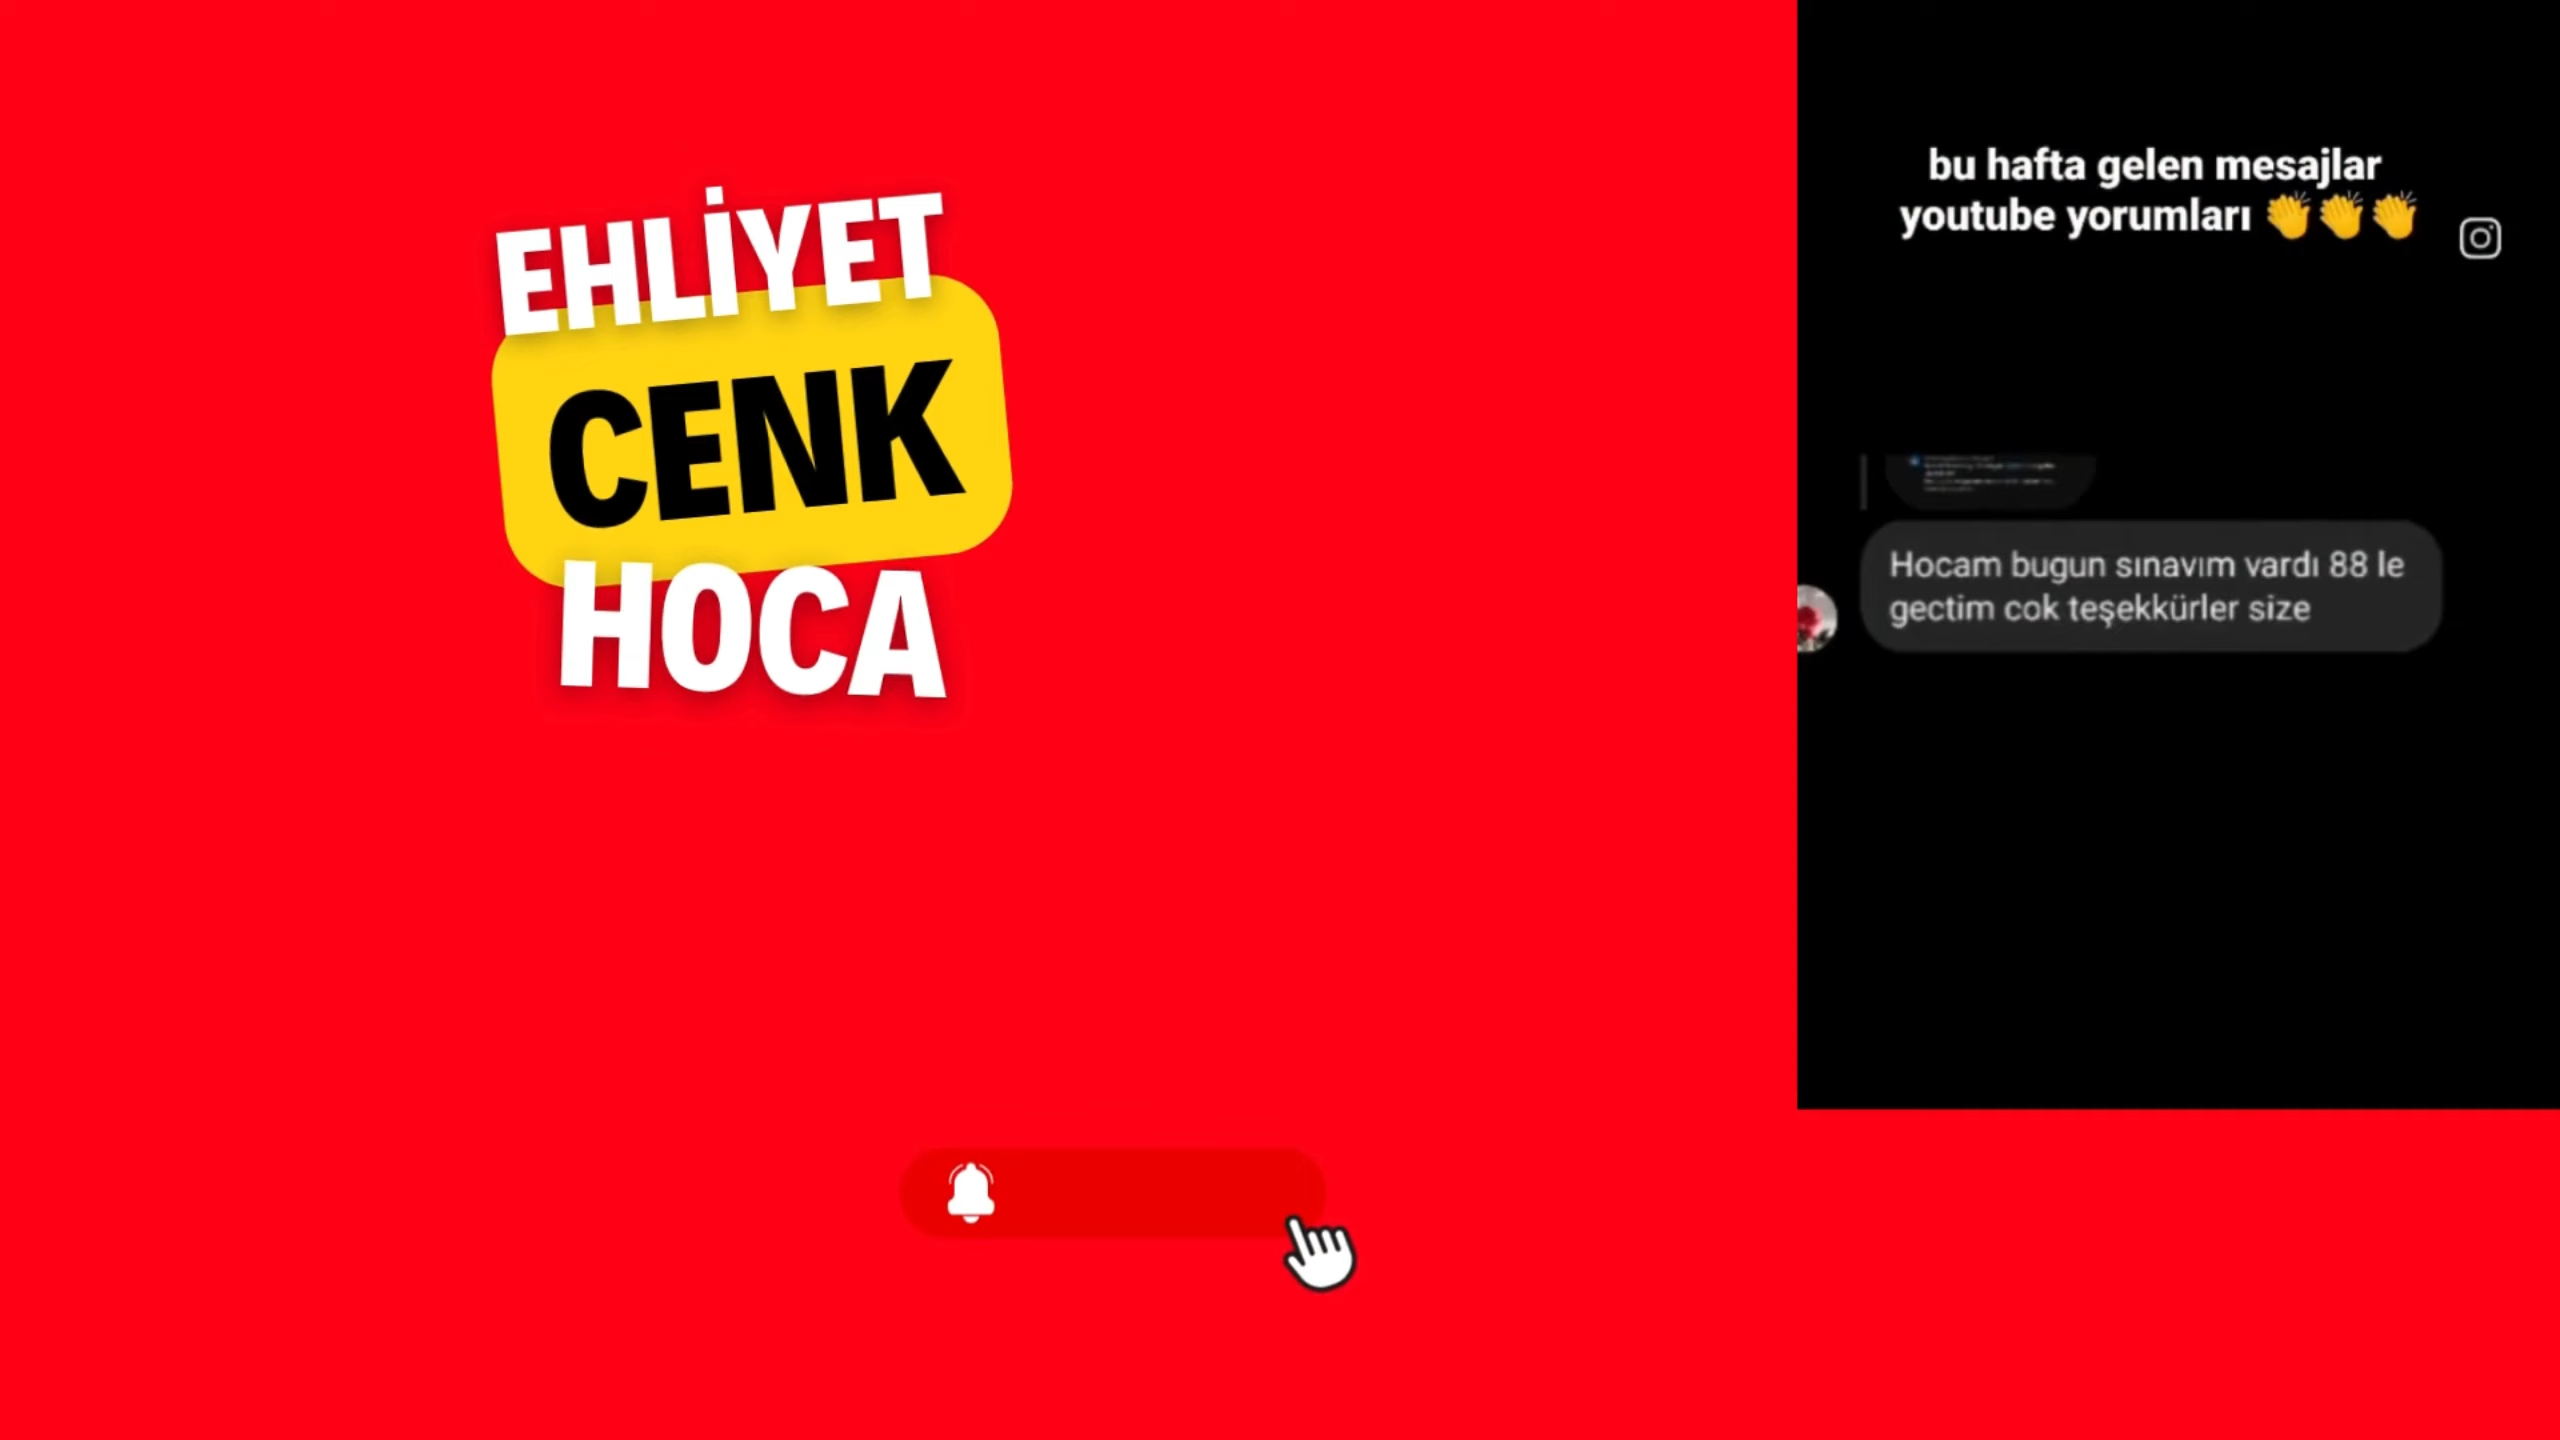 EHLİYET
CENK
HOCA
bu hafta gelen mesajlar
youtube yorumları 👏👏👏
Hocam bugun sınavım vardı 88 le
gectim cok teşekkürler size